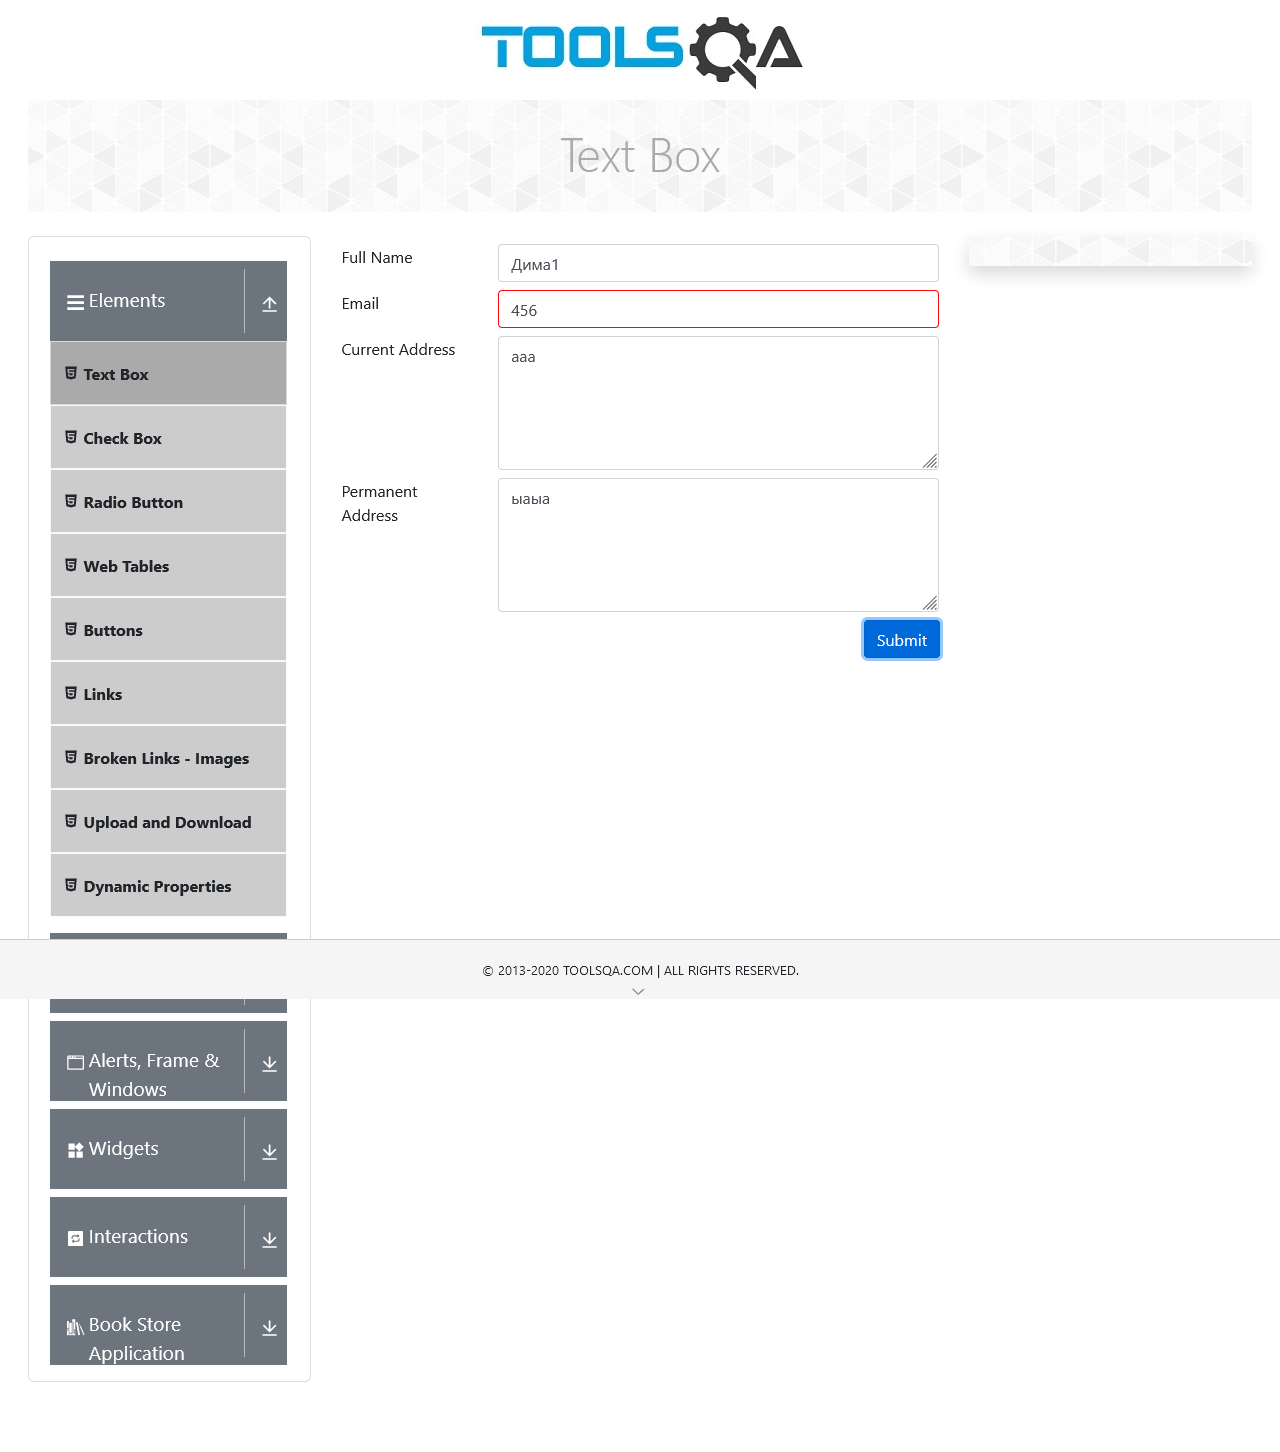 TOOLSQA
Text Box
Elements
Text Box
Check Box
Radio Button
Web Tables
Buttons
Links
Broken Links - Images
Upload and Download
Dynamic Properties
Full Name
Дима1
Email
456
Current Address
ааа
Permanent
Address
ыаыа
Submit
© 2013-2020 TOOLSQA.COM | ALL RIGHTS RESERVED.
Alerts, Frame &
Windows
Widgets
Interactions
Book Store
Application